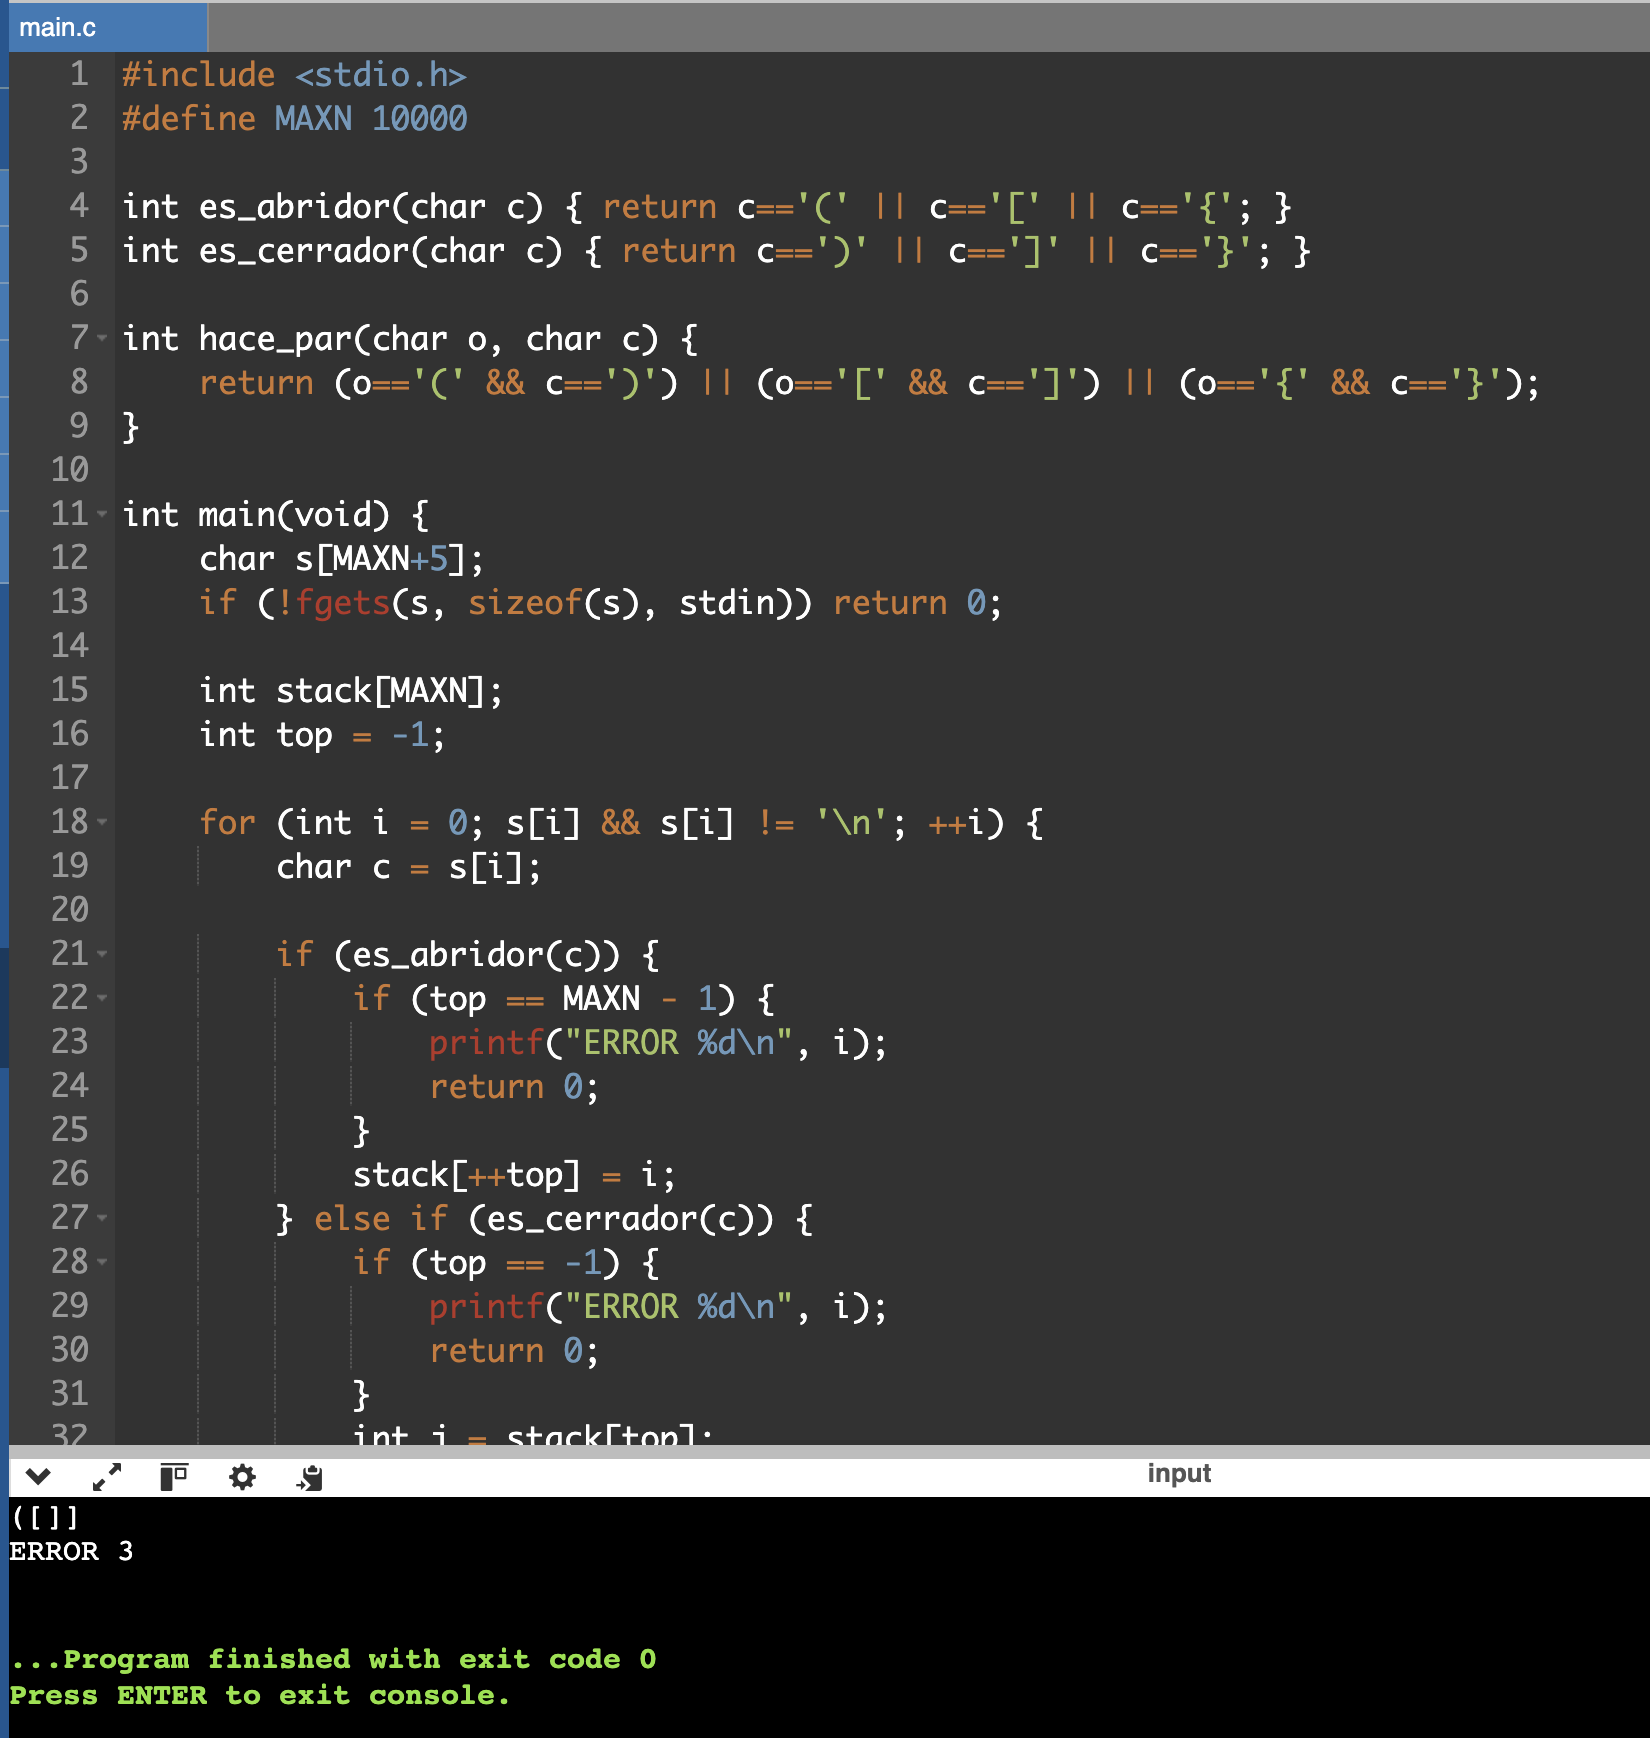 main.c
1 #include <stdio.h>
2 #define MAXN 10000
3
4 int es_abridor(char c) { return c=='(' || c=='[' || c=='{'; }
5 int es_cerrador(char c) { return c==')' || c==']' || c=='}'; }
6
7 int hace_par(char o, char c) {
8     return (o=='(' && c==')') || (o=='[' && c==']') || (o=='{' && c=='}');
9 }
10
11 int main(void) {
12     char s[MAXN+5];
13     if (!fgets(s, sizeof(s), stdin)) return 0;
14
15     int stack[MAXN];
16     int top = -1;
17
18     for (int i = 0; s[i] && s[i] != '\n'; ++i) {
19         char c = s[i];
20
21         if (es_abridor(c)) {
22             if (top == MAXN - 1) {
23                 printf("ERROR %d\n", i);
24                 return 0;
25             }
26             stack[++top] = i;
27         } else if (es_cerrador(c)) {
28             if (top == -1) {
29                 printf("ERROR %d\n", i);
30                 return 0;
31             }
32             int j = stack[top];
input
([]]
ERROR 3
...Program finished with exit code 0
Press ENTER to exit console.